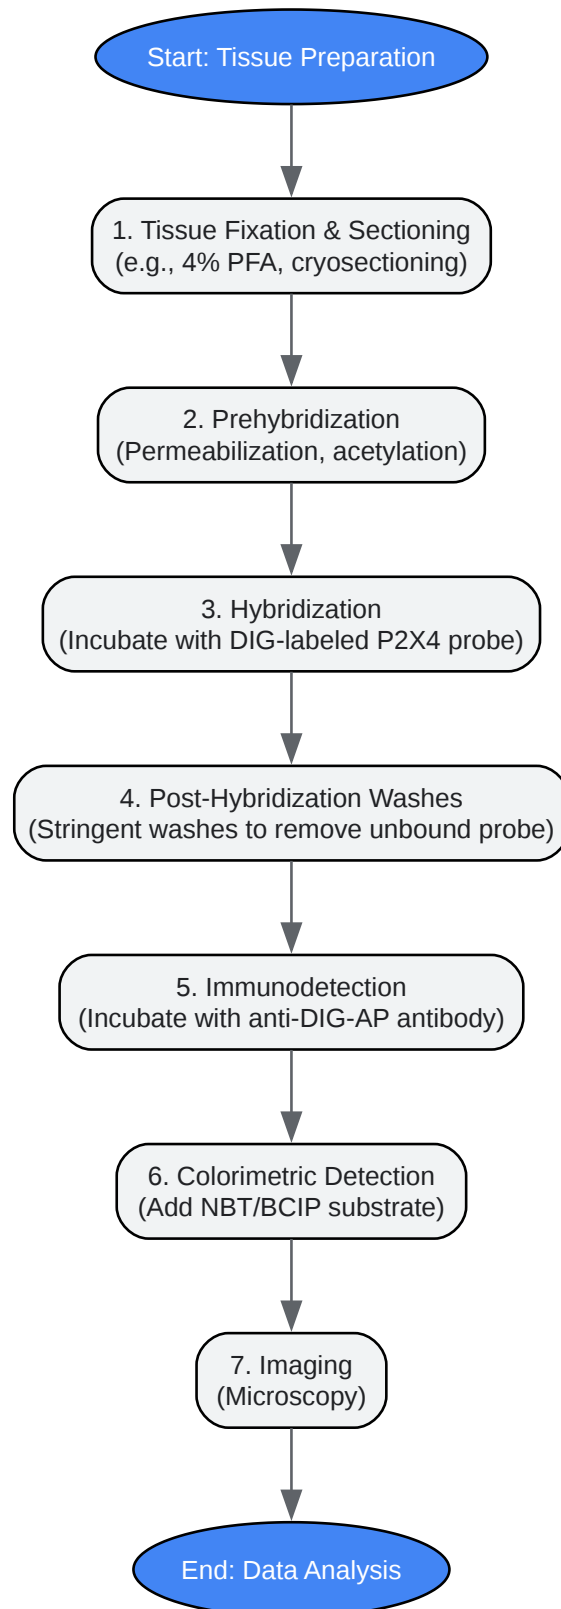 Start: Tissue Preparation
1. Tissue Fixation & Sectioning
(e.g., 4% PFA, cryosectioning)
2. Prehybridization
(Permeabilization, acetylation)
3. Hybridization
(Incubate with DIG-labeled P2X4 probe)
4. Post-Hybridization Washes
(Stringent washes to remove unbound probe)
5. Immunodetection
(Incubate with anti-DIG-AP antibody)
6. Colorimetric Detection
(Add NBT/BCIP substrate)
7. Imaging
(Microscopy)
End: Data Analysis